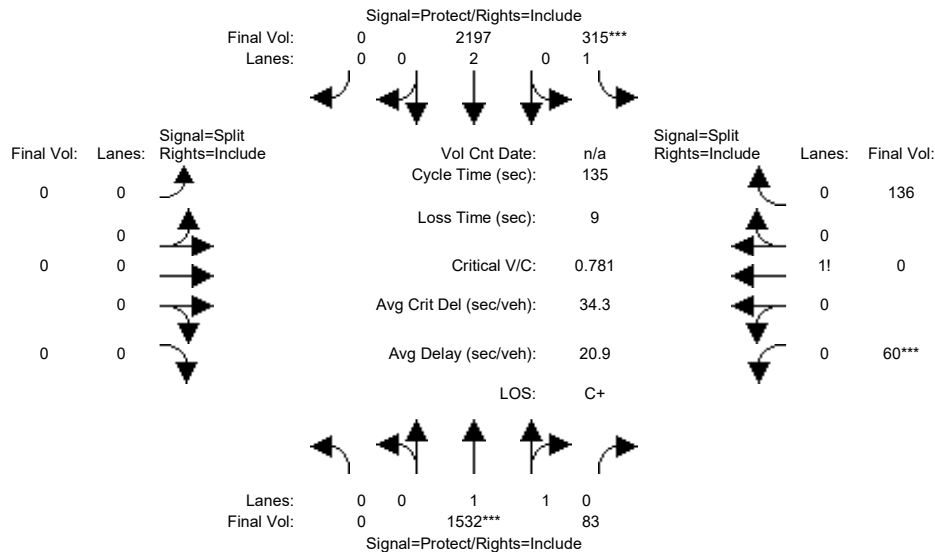 Signal=Protect/Rights=Include
Final Vol: 0 2197 315***
Lanes: 0 0 2 0 1
Signal=Split
Final Vol: Lanes: Rights=Include
Vol Cnt Date: n/a
Signal=Split
Rights=Include Lanes: Final Vol:
Cycle Time (sec): 135
0 0
0 136
Loss Time (sec): 9
0
0
0 0
Critical V/C: 0.781
1! 0
0
Avg Crit Del (sec/veh): 34.3
0
0 0
Avg Delay (sec/veh): 20.9
0 60***
LOS: C+
Lanes: 0 0 1 1 0
Final Vol: 0 1532*** 83
Signal=Protect/Rights=Include